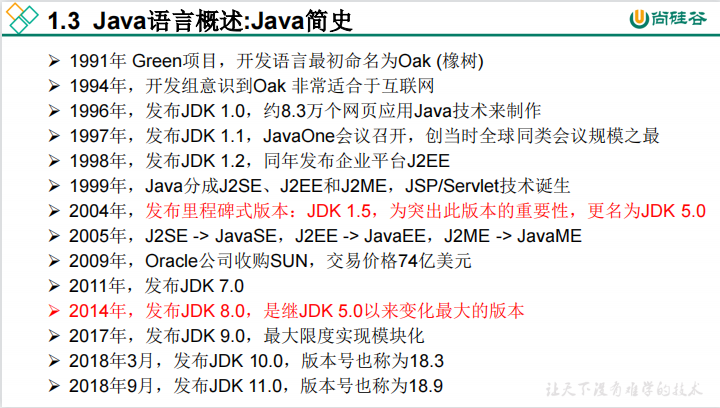 1.3 Java语言概述:Java简史
尚硅谷
1991年 Green项目，开发语言最初命名为Oak (橡树)
1994年，开发组意识到Oak 非常适合于互联网
1996年，发布JDK 1.0，约8.3万个网页应用Java技术来制作
1997年，发布JDK 1.1，JavaOne会议召开，创当时全球同类会议规模之最
1998年，发布JDK 1.2，同年发布企业平台J2EE
1999年，Java分成J2SE、J2EE和J2ME，JSP/Servlet技术诞生
2004年，发布里程碑式版本：JDK 1.5，为突出此版本的重要性，更名为JDK 5.0
2005年，J2SE -> JavaSE，J2EE -> JavaEE，J2ME -> JavaME
2009年，Oracle公司收购SUN，交易价格74亿美元
2011年，发布JDK 7.0
2014年，发布JDK 8.0，是继JDK 5.0以来变化最大的版本
2017年，发布JDK 9.0，最大限度实现模块化
2018年3月，发布JDK 10.0，版本号也称为18.3
2018年9月，发布JDK 11.0，版本号也称为18.9
让天下没有难学的技术